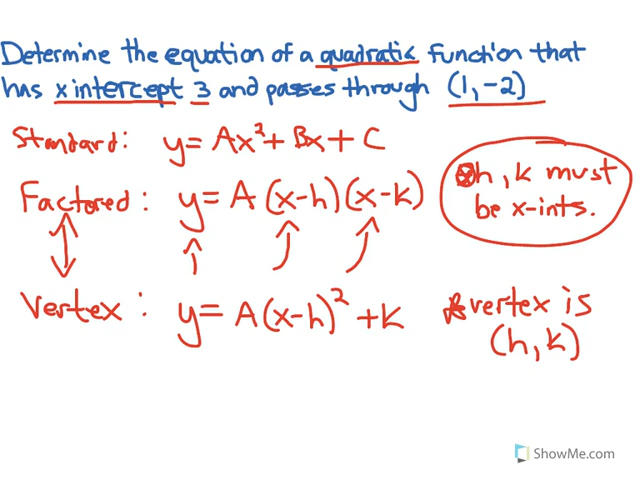 Determine the equation of a quadratic function that
has x intercept 3 and passes through (1, -2)
Standard: y = Ax² + Bx + C
Factored: y = A (x-h)(x-k)
h, k must
be x-ints.
Vertex: y = A(x-h)² + K
vertex is
(h, k)
ShowMe.com